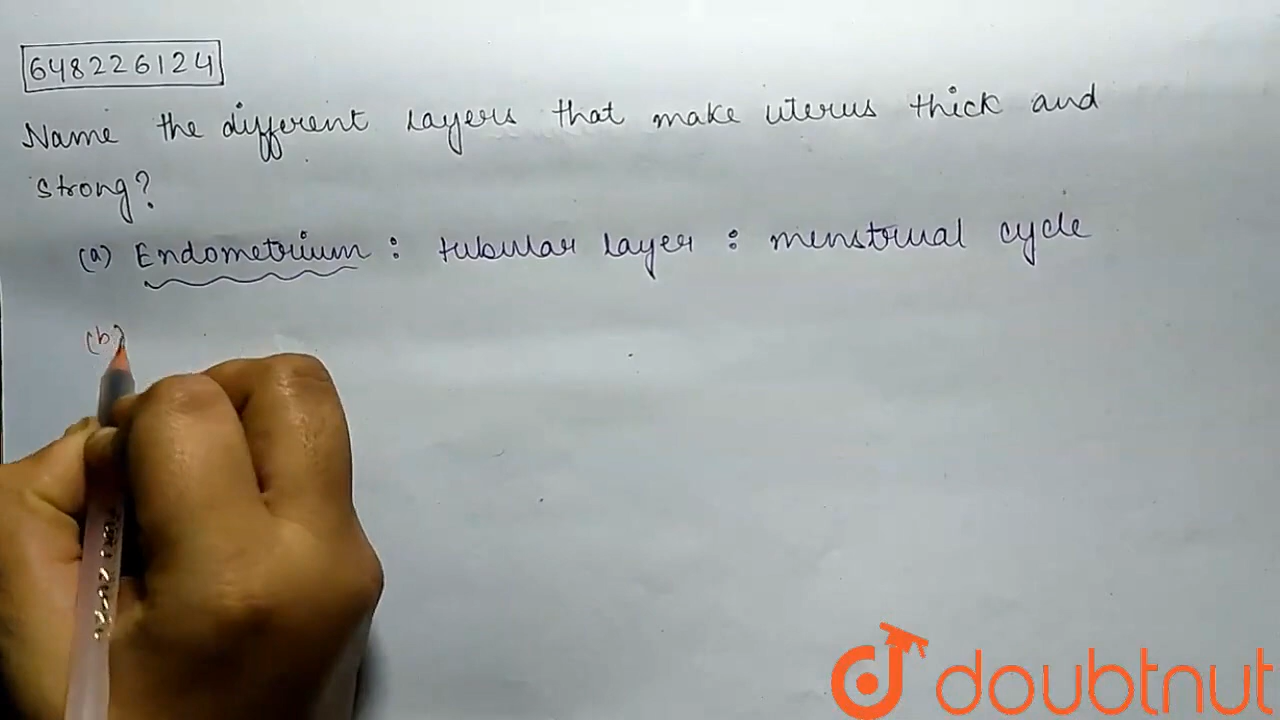 648226124
Name the different layers that make uterus thick and
strong?
(a) Endometrium : tubular layer : menstrual cycle
(b)
doubtnut